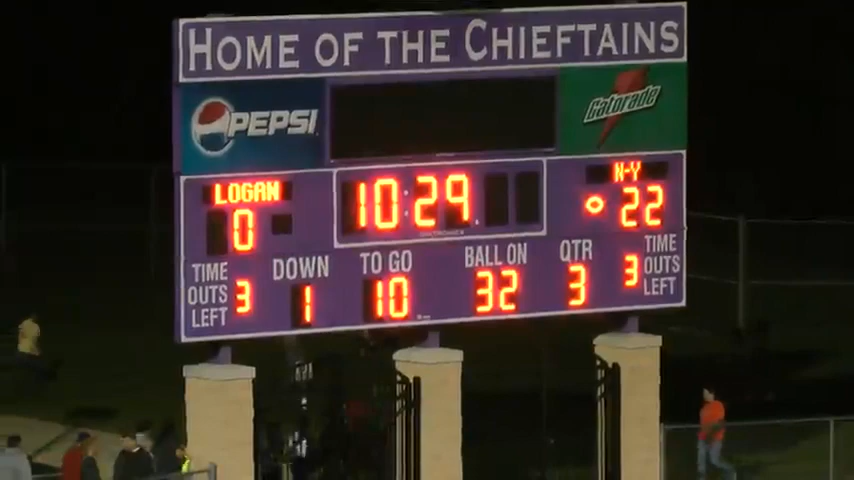 HOME OF THE CHIEFTAINS
PEPSI
Gatorade
LOGAN 10:29 N-Y
0 22
TIME OUTS LEFT 3
DOWN 1
TO GO 10
BALL ON 32
QTR 3
3 TIME OUTS LEFT